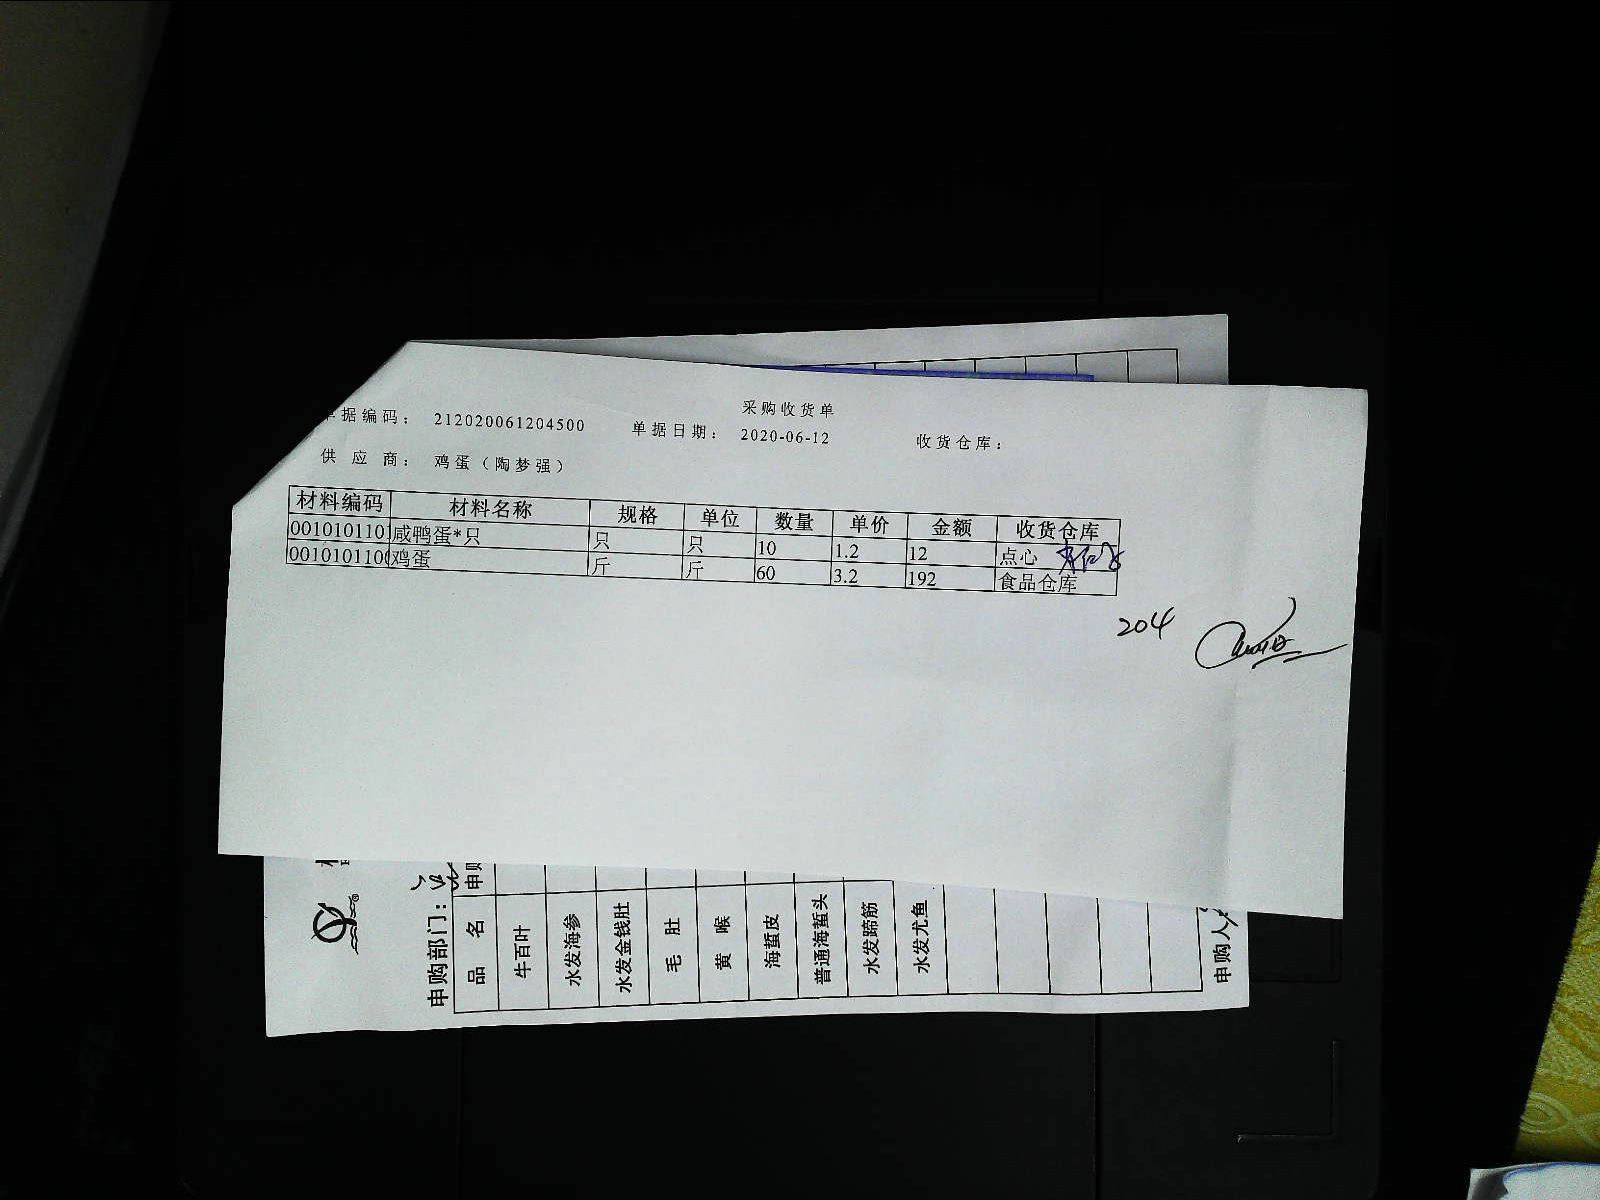 采购收货单
单据编码： 212020061204500 单据日期： 2020-06-12 收货仓库：
供应商： 鸡蛋（陶梦强）
材料编码 材料名称 规格 单位 数量 单价 金额 收货仓库
0010101101 咸鸭蛋*只 只 只 10 1.2 12 点心
0010101100 鸡蛋 斤 斤 60 3.2 192 食品仓库
204
申购部门：
品名
牛百叶
水发海参
水发金钱肚
毛肚
黄喉
海蜇皮
普通海蜇头
水发蹄筋
水发尤鱼
申购人